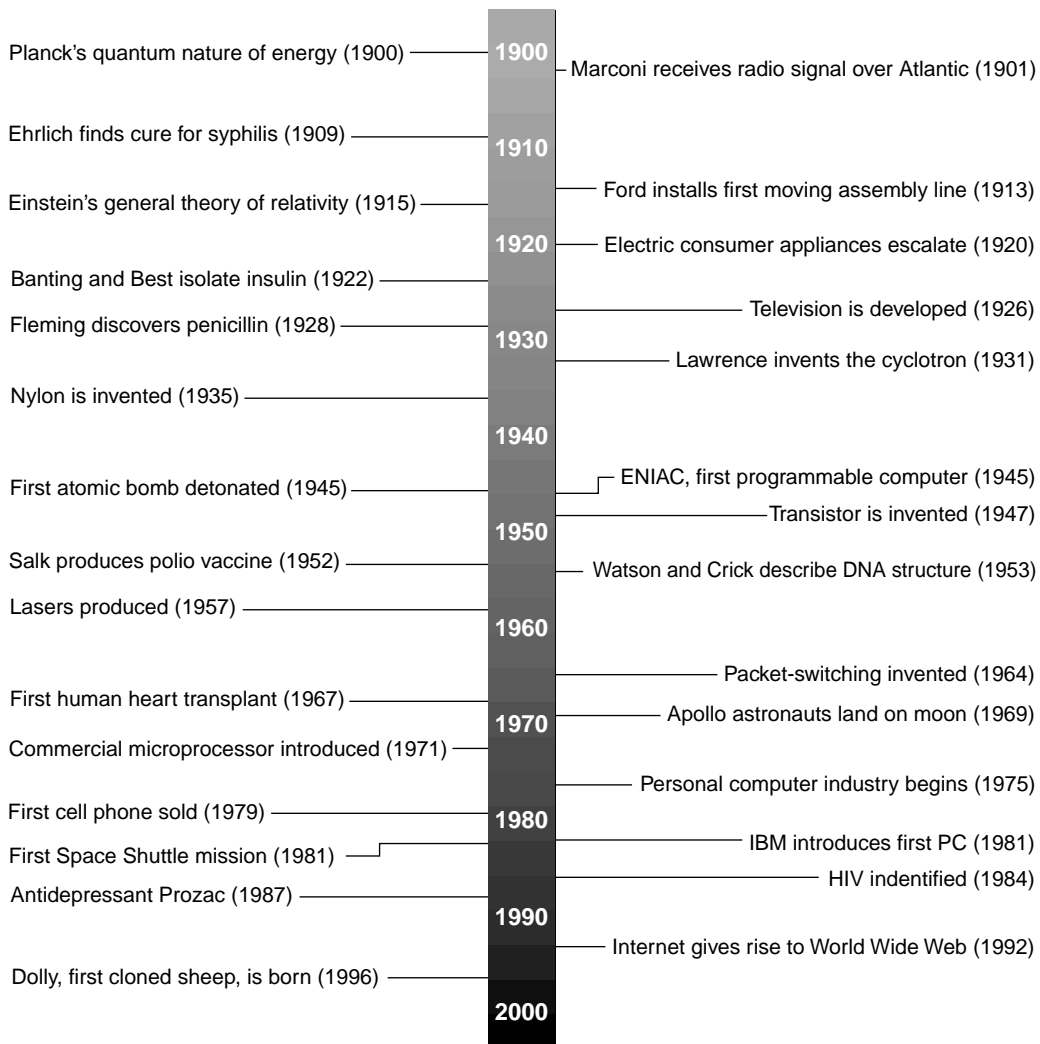 Planck's quantum nature of energy (1900)
1900
Marconi receives radio signal over Atlantic (1901)
Ehrlich finds cure for syphilis (1909)
1910
Ford installs first moving assembly line (1913)
Einstein's general theory of relativity (1915)
1920
Electric consumer appliances escalate (1920)
Banting and Best isolate insulin (1922)
Television is developed (1926)
Fleming discovers penicillin (1928)
1930
Lawrence invents the cyclotron (1931)
Nylon is invented (1935)
1940
ENIAC, first programmable computer (1945)
First atomic bomb detonated (1945)
Transistor is invented (1947)
1950
Salk produces polio vaccine (1952)
Watson and Crick describe DNA structure (1953)
Lasers produced (1957)
1960
Packet-switching invented (1964)
First human heart transplant (1967)
Apollo astronauts land on moon (1969)
1970
Commercial microprocessor introduced (1971)
Personal computer industry begins (1975)
First cell phone sold (1979)
1980
IBM introduces first PC (1981)
First Space Shuttle mission (1981)
HIV indentified (1984)
Antidepressant Prozac (1987)
1990
Internet gives rise to World Wide Web (1992)
Dolly, first cloned sheep, is born (1996)
2000